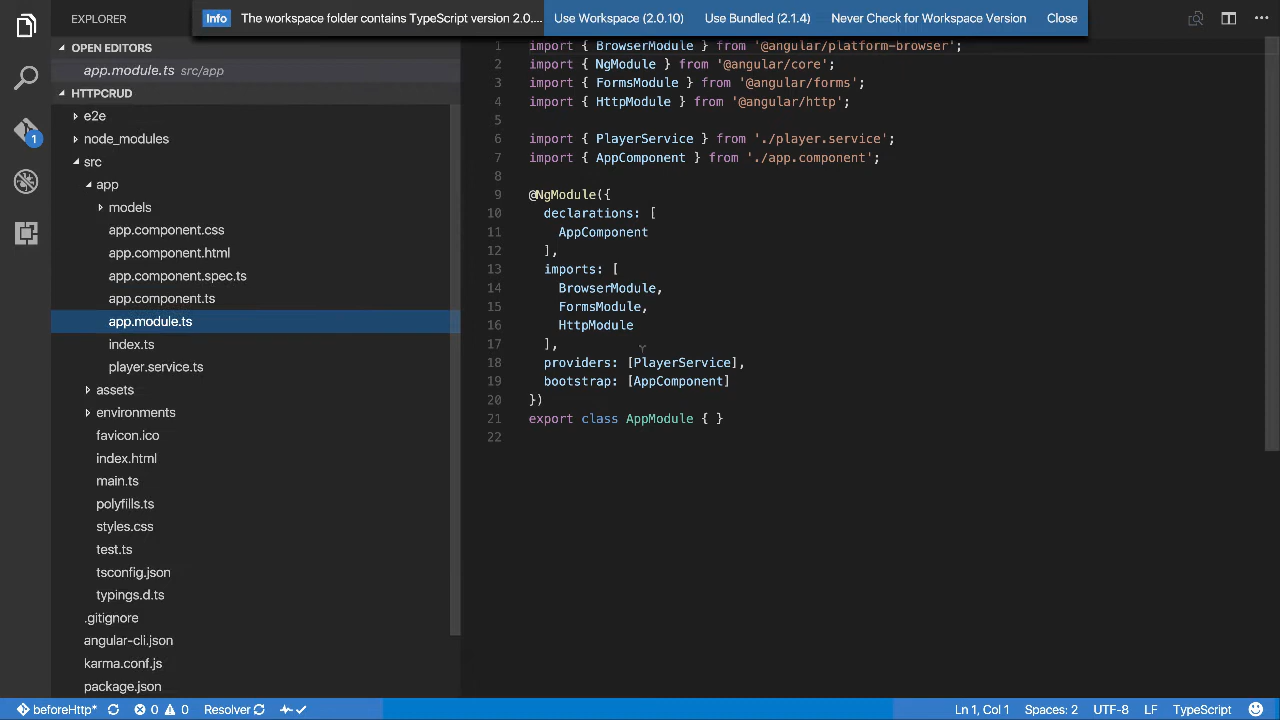 EXPLORER
Info The workspace folder contains TypeScript version 2.0.... Use Workspace (2.0.10) Use Bundled (2.1.4) Never Check for Workspace Version Close
OPEN EDITORS
app.module.ts src/app
HTTPCRUD
e2e
node_modules
src
app
models
app.component.css
app.component.html
app.component.spec.ts
app.component.ts
app.module.ts
index.ts
player.service.ts
assets
environments
favicon.ico
index.html
main.ts
polyfills.ts
styles.css
test.ts
tsconfig.json
typings.d.ts
.gitignore
angular-cli.json
karma.conf.js
package.json
1
1 import { BrowserModule } from '@angular/platform-browser';
2 import { NgModule } from '@angular/core';
3 import { FormsModule } from '@angular/forms';
4 import { HttpModule } from '@angular/http';
5
6 import { PlayerService } from './player.service';
7 import { AppComponent } from './app.component';
8
9 @NgModule({
10 declarations: [
11 AppComponent
12 ],
13 imports: [
14 BrowserModule,
15 FormsModule,
16 HttpModule
17 ],
18 providers: [PlayerService],
19 bootstrap: [AppComponent]
20 })
21 export class AppModule { }
22
beforeHttp* 0 0 Resolver Ln 1, Col 1 Spaces: 2 UTF-8 LF TypeScript